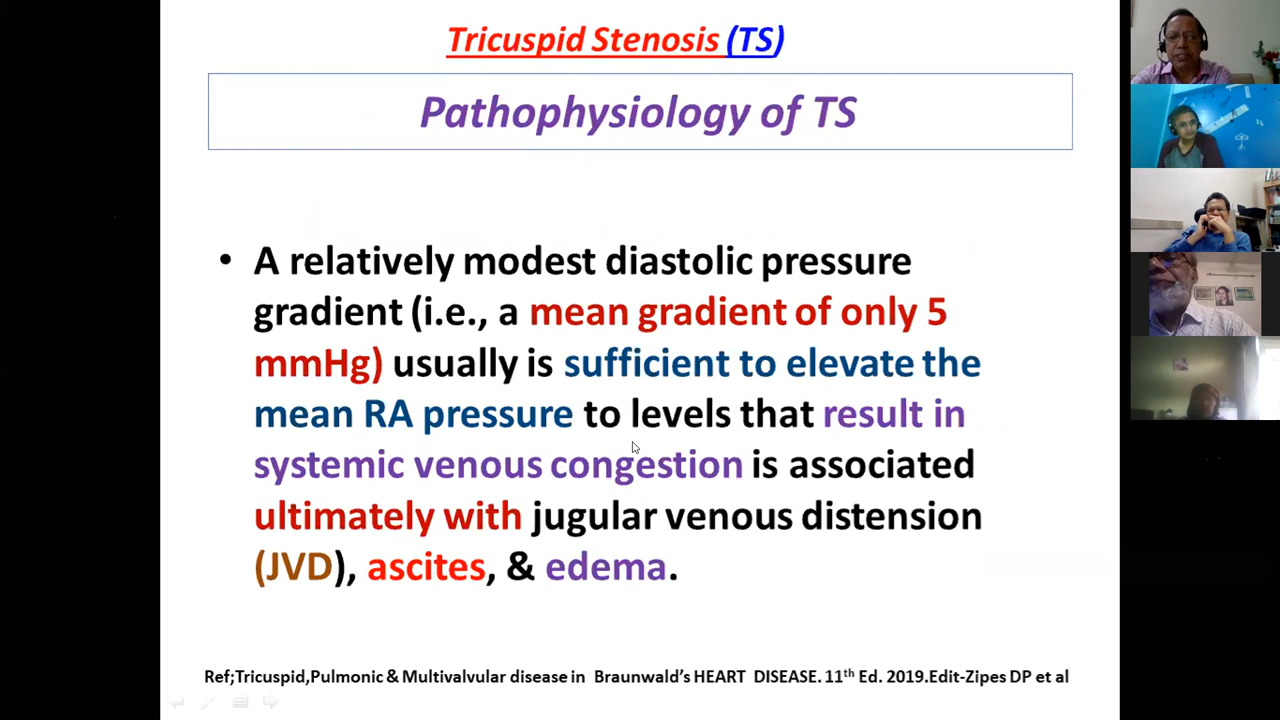 Tricuspid Stenosis (TS)
Pathophysiology of TS
• A relatively modest diastolic pressure
gradient (i.e., a mean gradient of only 5
mmHg) usually is sufficient to elevate the
mean RA pressure to levels that result in
systemic venous congestion is associated
ultimately with jugular venous distension
(JVD), ascites, & edema.
Ref;Tricuspid,Pulmonic & Multivalvular disease in Braunwald's HEART DISEASE. 11th Ed. 2019.Edit-Zipes DP et al